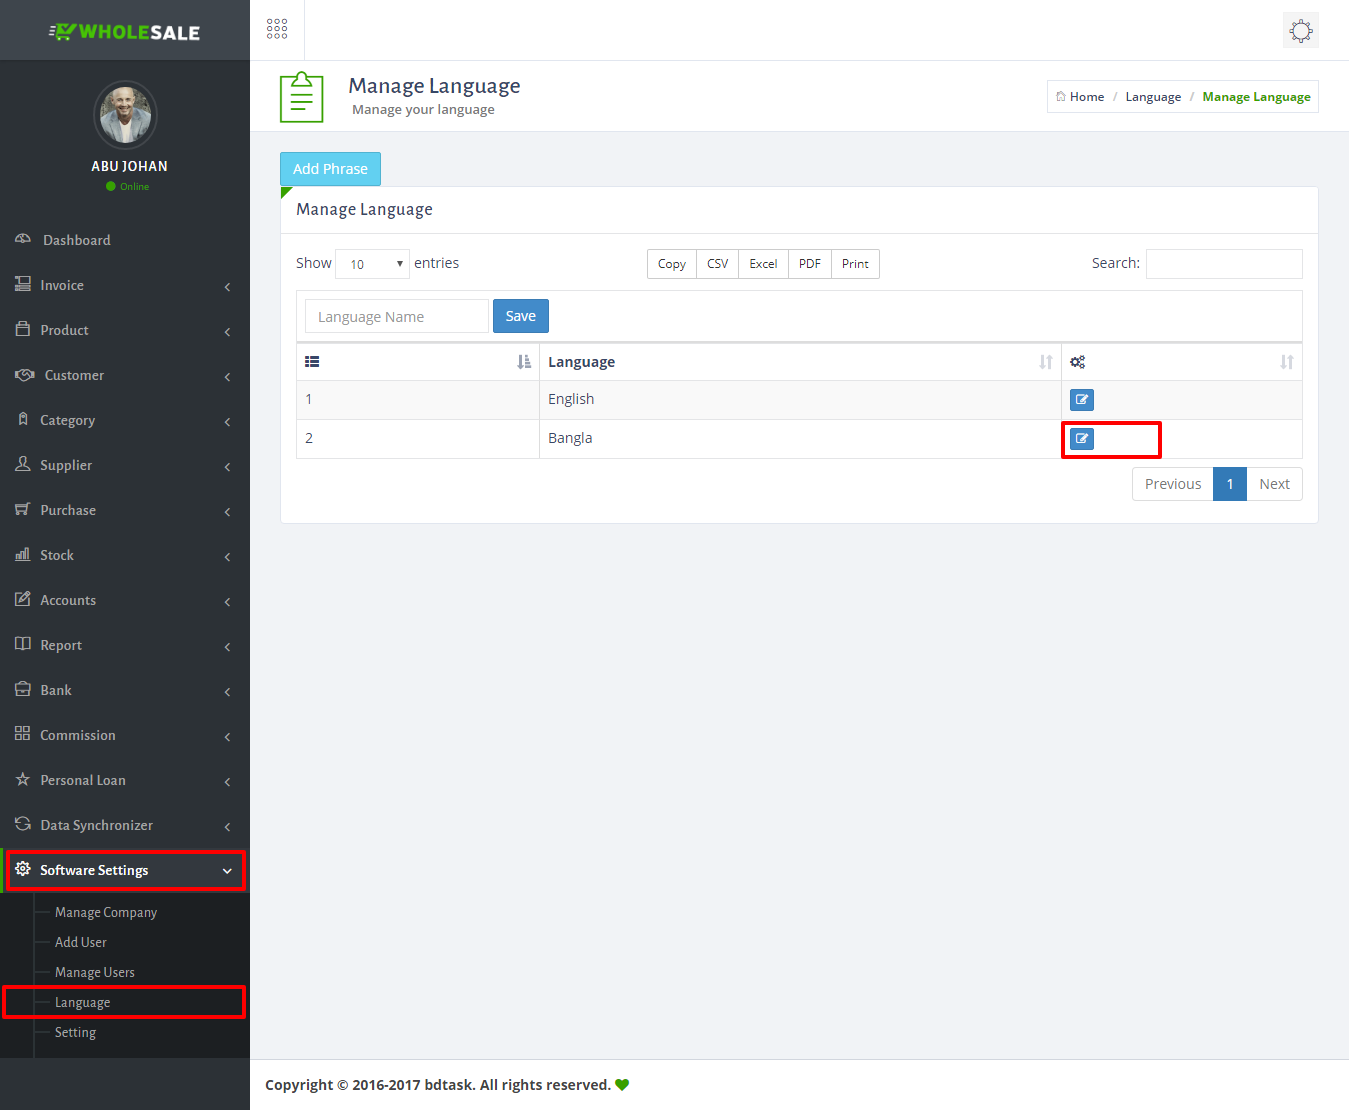 WHOLESALE
ABU JOHAN
Online
Dashboard
Invoice
Product
Customer
Category
Supplier
Purchase
Stock
Accounts
Report
Bank
Commission
Personal Loan
Data Synchronizer
Software Settings
Manage Company
Add User
Manage Users
Language
Setting
Manage Language
Manage your language
Home / Language / Manage Language
Add Phrase
Manage Language
Show 10 entries
Copy CSV Excel PDF Print
Search:
Language Name Save
Language
1 English
2 Bangla
Previous 1 Next
Copyright © 2016-2017 bdtask. All rights reserved.